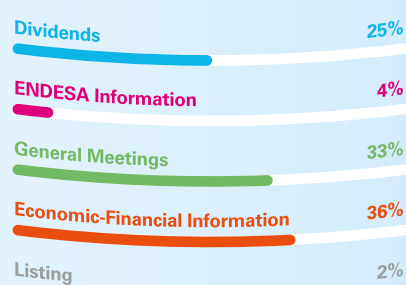 Dividends 25%
ENDESA Information 4%
General Meetings 33%
Economic-Financial Information 36%
Listing 2%